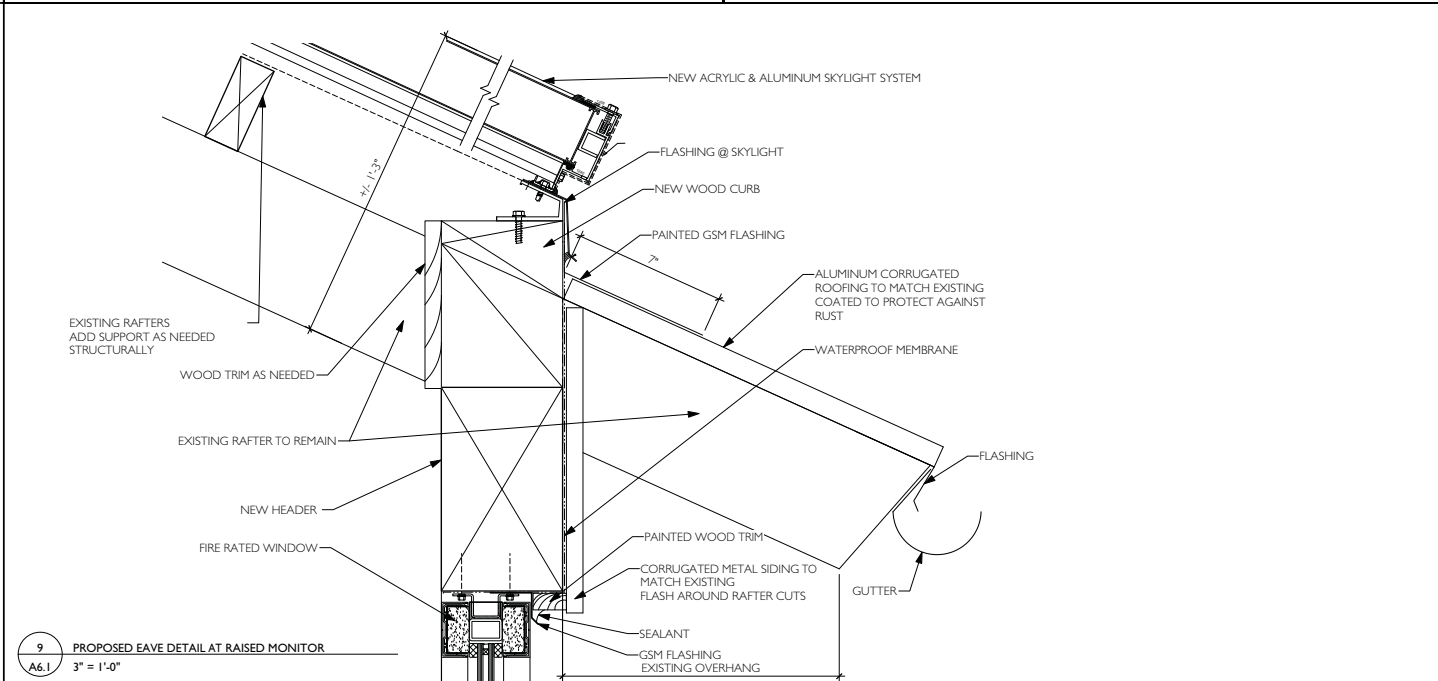 NEW ACRYLIC & ALUMINUM SKYLIGHT SYSTEM
FLASHING @ SKYLIGHT
+/- 1'-3"
NEW WOOD CURB
PAINTED GSM FLASHING
7"
ALUMINUM CORRUGATED
ROOFING TO MATCH EXISTING
COATED TO PROTECT AGAINST
RUST
EXISTING RAFTERS
ADD SUPPORT AS NEEDED
STRUCTURALLY
WATERPROOF MEMBRANE
WOOD TRIM AS NEEDED
EXISTING RAFTER TO REMAIN
FLASHING
NEW HEADER
PAINTED WOOD TRIM
FIRE RATED WINDOW
CORRUGATED METAL SIDING TO
MATCH EXISTING
FLASH AROUND RAFTER CUTS
GUTTER
SEALANT
GSM FLASHING
EXISTING OVERHANG
9
PROPOSED EAVE DETAIL AT RAISED MONITOR
A6.1
3" = 1'-0"